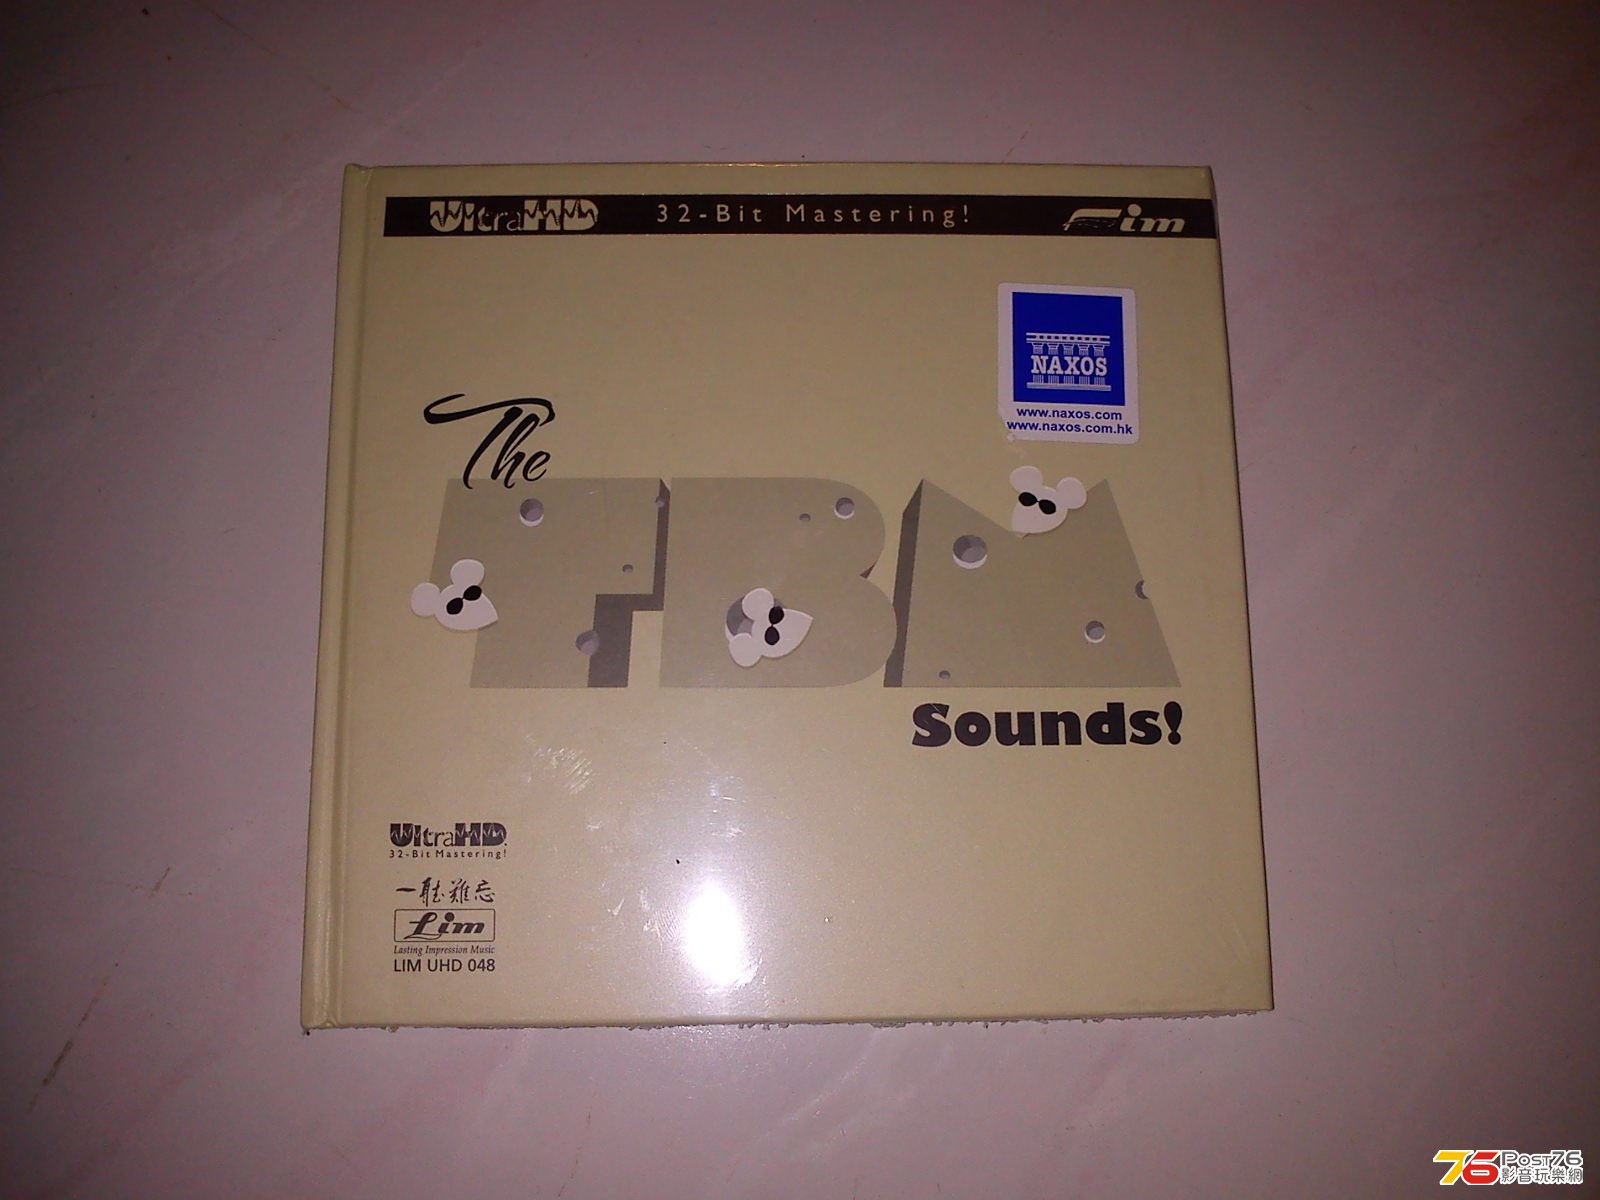 UltraHD 32-Bit Mastering! Fim
NAXOS
www.naxos.com
www.naxos.com.hk
The
TBM
Sounds!
UltraHD
32-Bit Mastering!
一聽難忘
Lim
Lasting Impression Music
LIM UHD 048
76 Post76
影音玩樂網